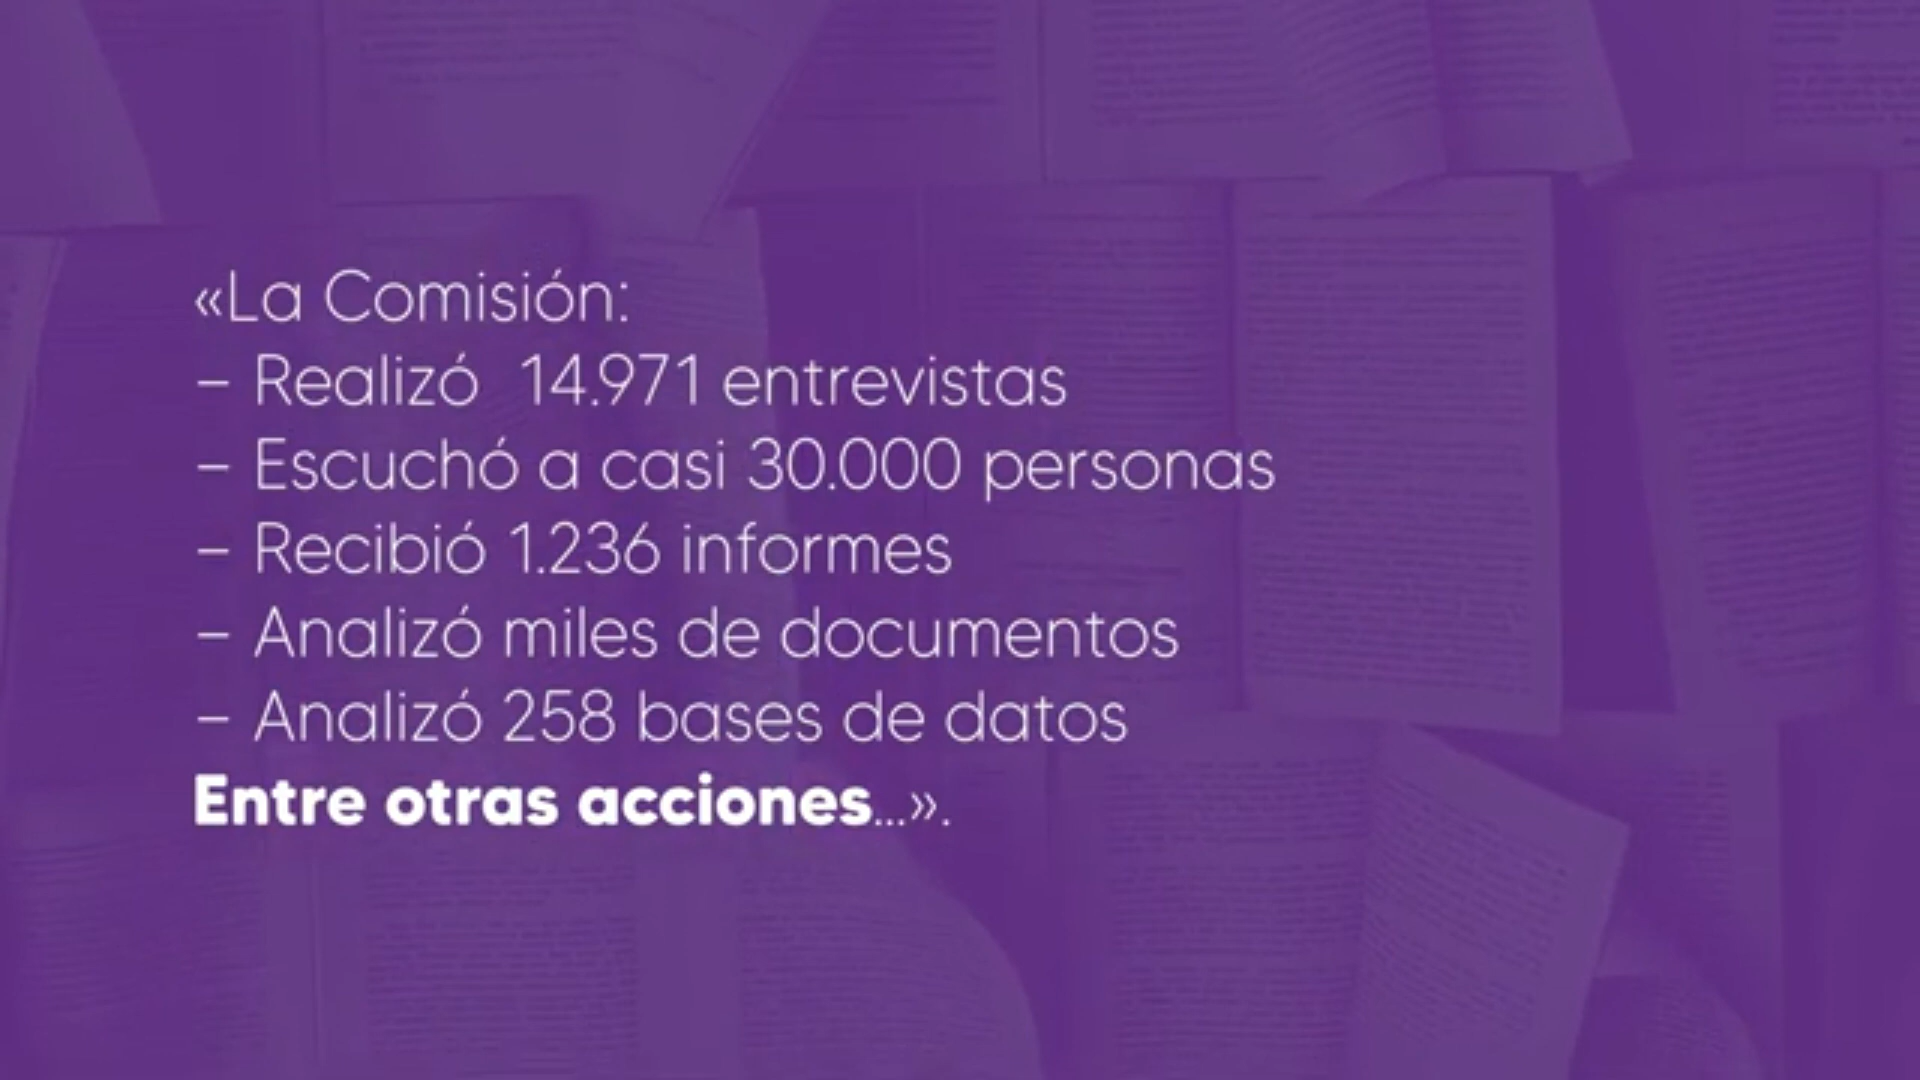 «La Comisión:
– Realizó  14.971 entrevistas
– Escuchó a casi 30.000 personas
– Recibió 1.236 informes
– Analizó miles de documentos
– Analizó 258 bases de datos
Entre otras acciones...».